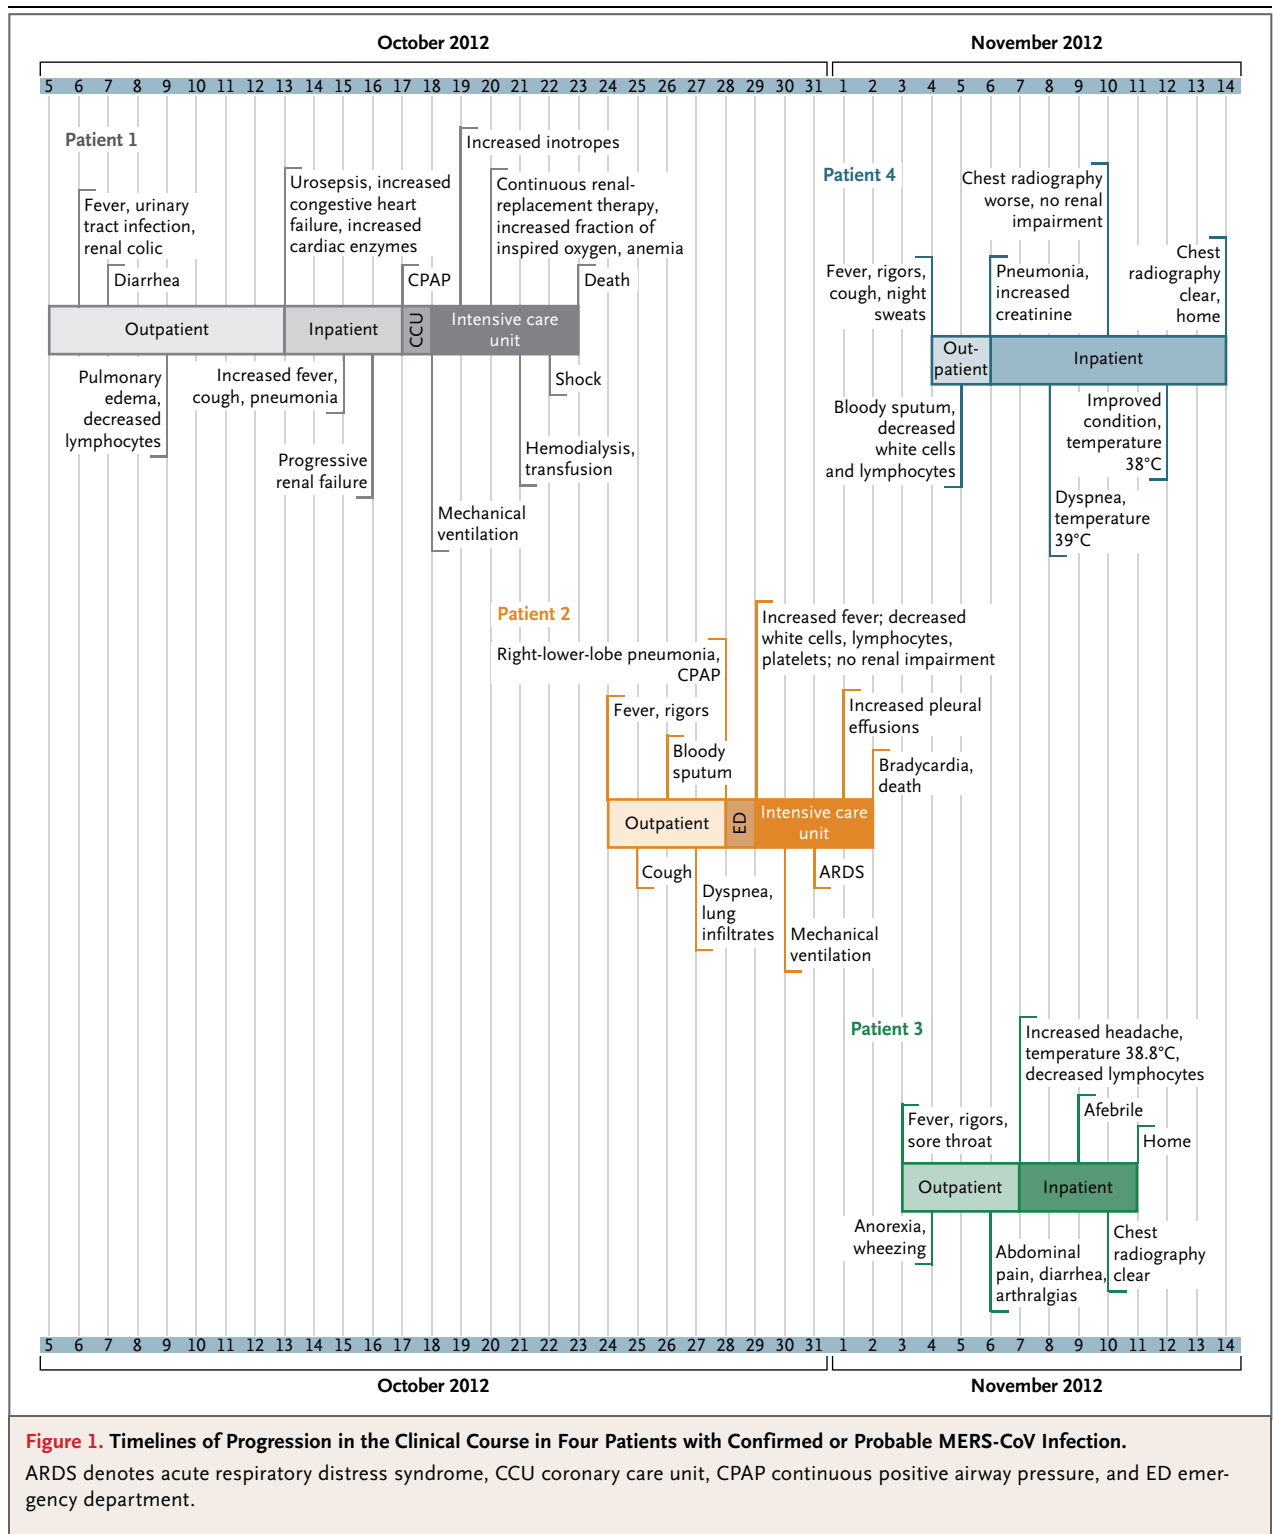 October 2012
November 2012
5 6 7 8 9 10 11 12 13 14 15 16 17 18 19 20 21 22 23 24 25 26 27 28 29 30 31 1 2 3 4 5 6 7 8 9 10 11 12 13 14
Patient 1
Fever, urinary
tract infection,
renal colic
Diarrhea
Urosepsis, increased
congestive heart
failure, increased
cardiac enzymes
CPAP
Increased inotropes
Continuous renal-
replacement therapy,
increased fraction of
inspired oxygen, anemia
Death
Outpatient
Inpatient
CCU
Intensive care
unit
Pulmonary
edema,
decreased
lymphocytes
Increased fever,
cough, pneumonia
Progressive
renal failure
Mechanical
ventilation
Hemodialysis,
transfusion
Shock
Patient 4
Fever, rigors,
cough, night
sweats
Chest radiography
worse, no renal
impairment
Pneumonia,
increased
creatinine
Chest
radiography
clear,
home
Out-
patient
Inpatient
Bloody sputum,
decreased
white cells
and lymphocytes
Improved
condition,
temperature
38°C
Dyspnea,
temperature
39°C
Patient 2
Right-lower-lobe pneumonia,
CPAP
Fever, rigors
Bloody
sputum
Increased fever; decreased
white cells, lymphocytes,
platelets; no renal impairment
Increased pleural
effusions
Bradycardia,
death
Outpatient
ED
Intensive care
unit
Cough
Dyspnea,
lung
infiltrates
Mechanical
ventilation
ARDS
Patient 3
Increased headache,
temperature 38.8°C,
decreased lymphocytes
Fever, rigors,
sore throat
Afebrile
Home
Outpatient
Inpatient
Anorexia,
wheezing
Abdominal
pain, diarrhea,
arthralgias
Chest
radiography
clear
5 6 7 8 9 10 11 12 13 14 15 16 17 18 19 20 21 22 23 24 25 26 27 28 29 30 31 1 2 3 4 5 6 7 8 9 10 11 12 13 14
October 2012
November 2012
Figure 1. Timelines of Progression in the Clinical Course in Four Patients with Confirmed or Probable MERS-CoV Infection.
ARDS denotes acute respiratory distress syndrome, CCU coronary care unit, CPAP continuous positive airway pressure, and ED emer-
gency department.